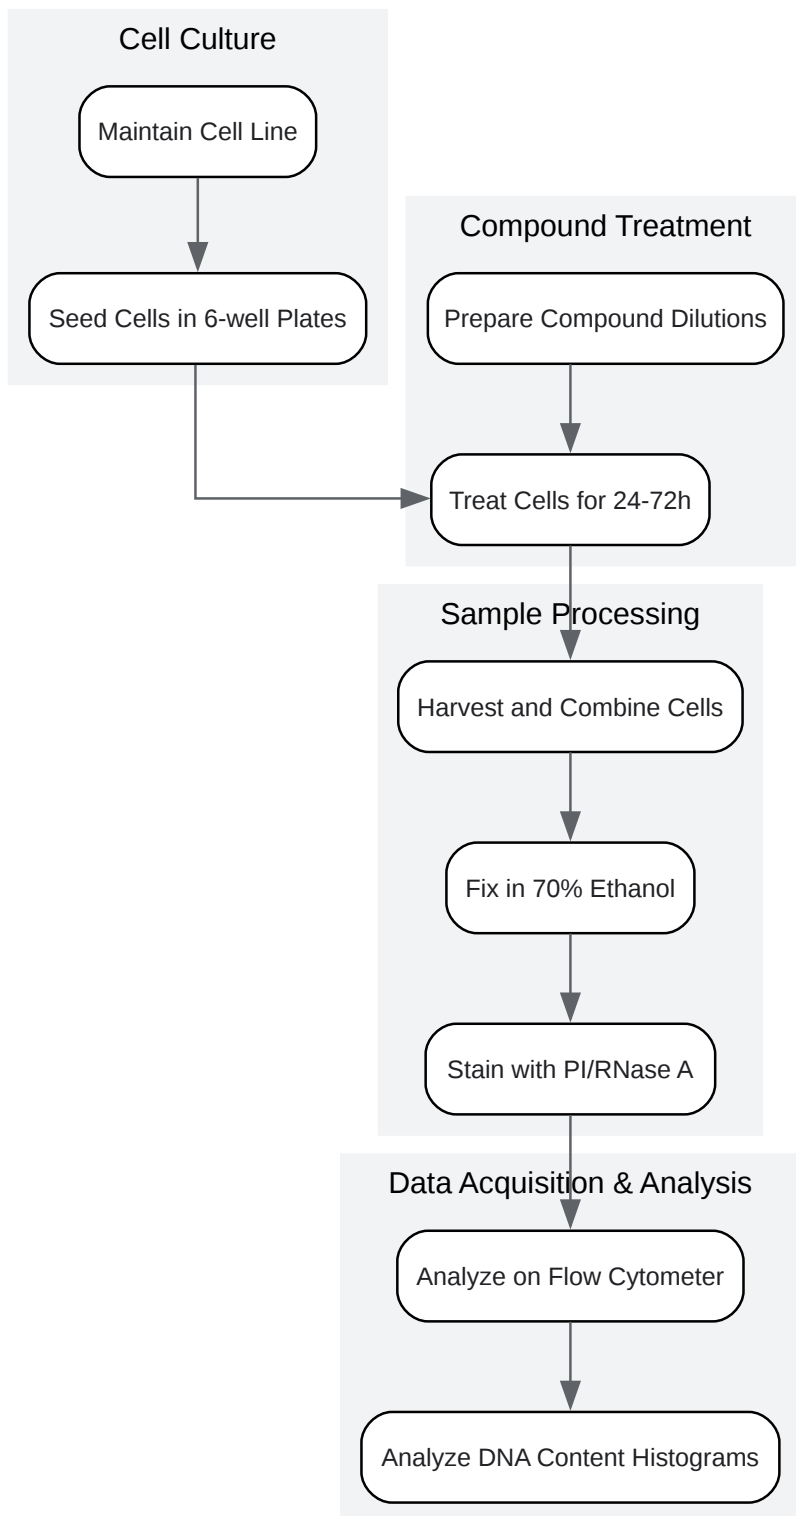 Cell Culture
Maintain Cell Line
Seed Cells in 6-well Plates
Compound Treatment
Prepare Compound Dilutions
Treat Cells for 24-72h
Sample Processing
Harvest and Combine Cells
Fix in 70% Ethanol
Stain with PI/RNase A
Data Acquisition & Analysis
Analyze on Flow Cytometer
Analyze DNA Content Histograms